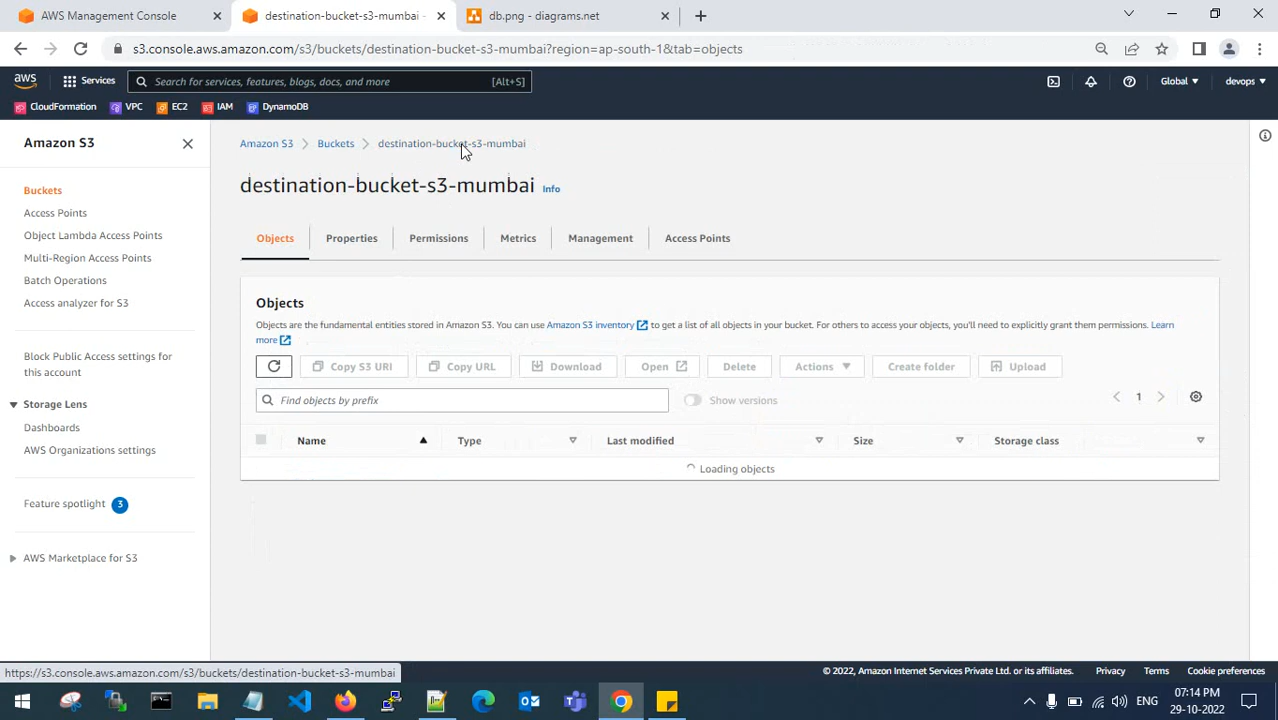 AWS Management Console
destination-bucket-s3-mumbai -
db.png - diagrams.net
s3.console.aws.amazon.com/s3/buckets/destination-bucket-s3-mumbai?region=ap-south-1&tab=objects
aws Services Search for services, features, blogs, docs, and more [Alt+S] Global devops
CloudFormation VPC EC2 IAM DynamoDB
Amazon S3
Buckets
Access Points
Object Lambda Access Points
Multi-Region Access Points
Batch Operations
Access analyzer for S3
Block Public Access settings for
this account
Storage Lens
Dashboards
AWS Organizations settings
Feature spotlight 3
AWS Marketplace for S3
Amazon S3 Buckets destination-bucket-s3-mumbai
destination-bucket-s3-mumbai Info
Objects Properties Permissions Metrics Management Access Points
Objects
Objects are the fundamental entities stored in Amazon S3. You can use Amazon S3 inventory to get a list of all objects in your bucket. For others to access your objects, you'll need to explicitly grant them permissions. Learn
more
Copy S3 URI Copy URL Download Open Delete Actions Create folder Upload
Find objects by prefix Show versions 1
Name Type Last modified Size Storage class
Loading objects
https://s3.console.aws.amazon.com/s3/buckets/destination-bucket-s3-mumbai
© 2022, Amazon Internet Services Private Ltd. or its affiliates. Privacy Terms Cookie preferences
ENG
07:14 PM
29-10-2022